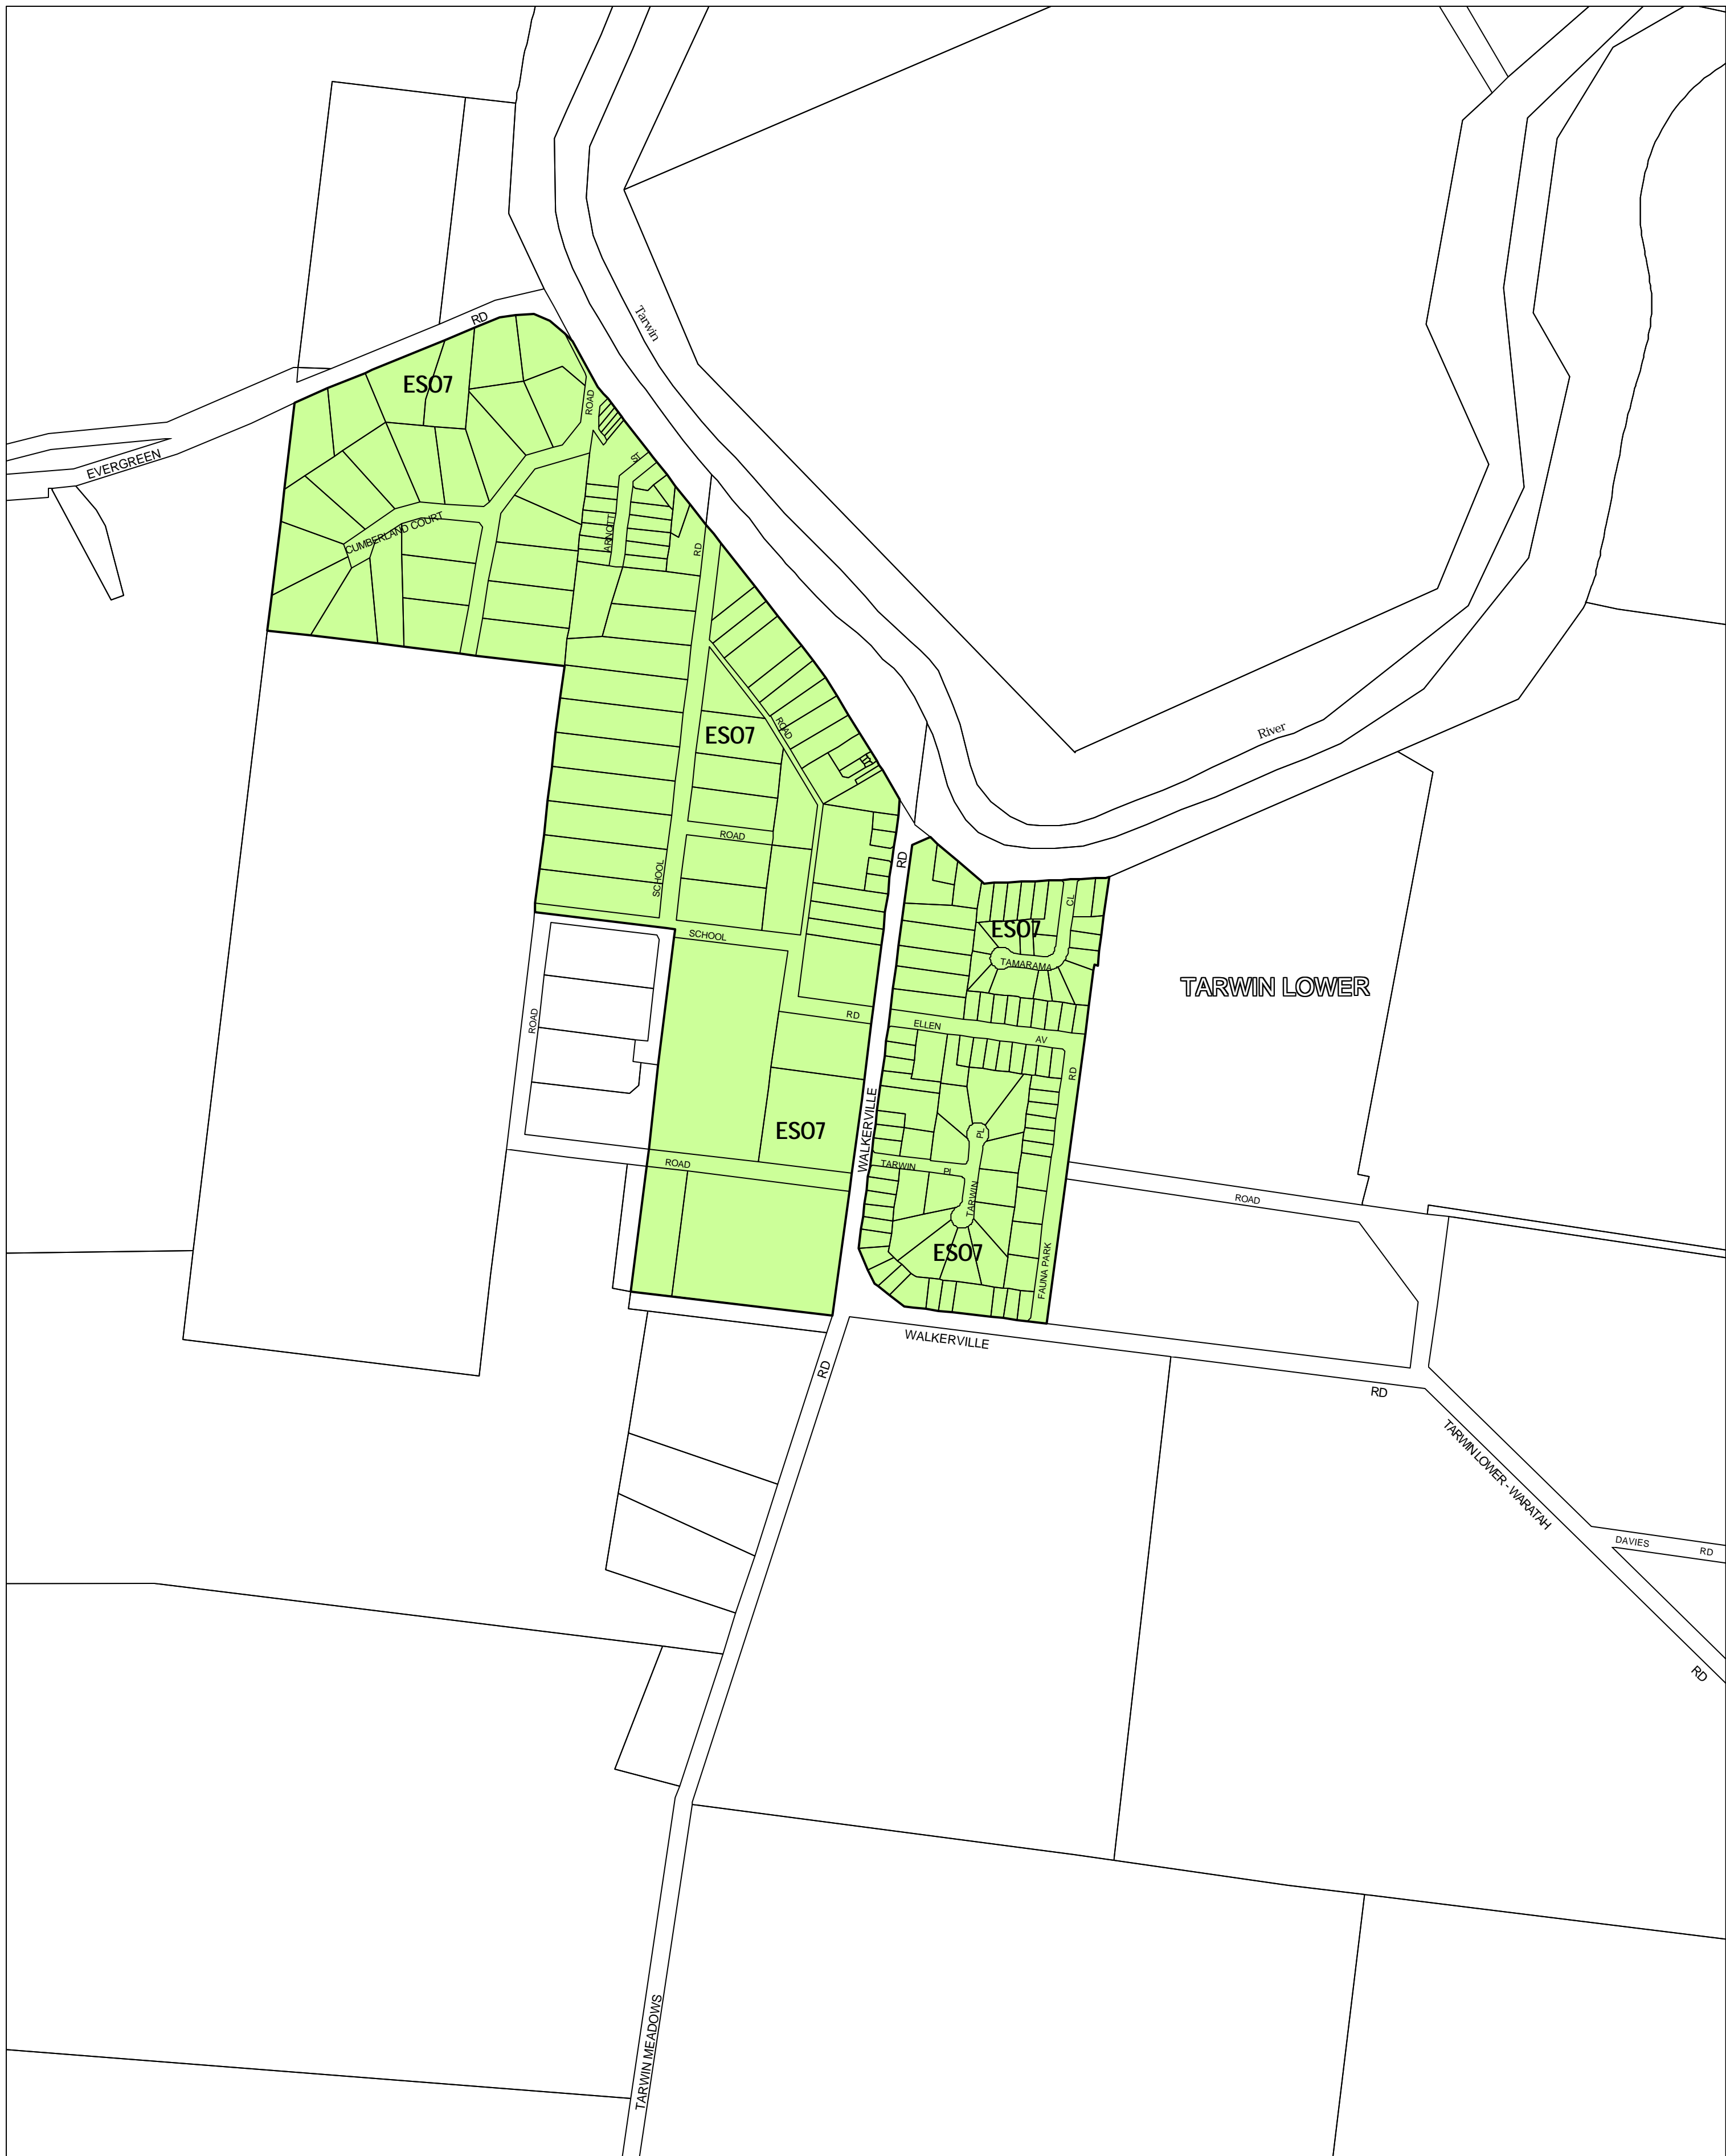 RD
Tarwin
ESO7
ROAD
EVERGREEN
ST
CUMBERLAND COURT
ARNOTT
RD
ESO7
ROAD
River
ROAD
RD
SCHOOL
CL
ESO7
SCHOOL
TAMARAMA
TARWIN LOWER
ROAD
RD
ELLEN
AV
RD
ESO7
WALKERVILLE
PL
ROAD
TARWIN
PL
TARWIN
ROAD
ESO7
FAUNA PARK
WALKERVILLE
RD
RD
TARWIN LOWER - WARATAH
DAVIES
RD
RD
TARWIN MEADOWS